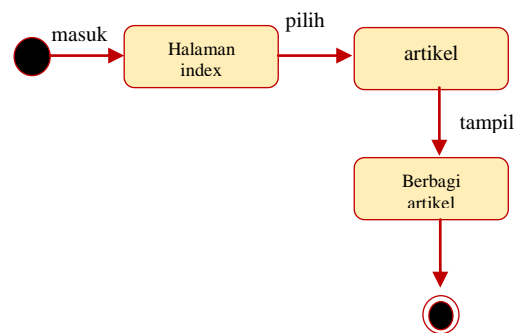 masuk
Halaman
index
pilih
artikel
tampil
Berbagi
artikel